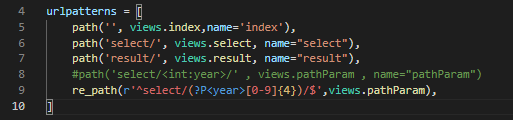 4 urlpatterns = [
5 path('', views.index,name='index'),
6 path('select/', views.select, name="select"),
7 path('result/', views.result, name="result"),
8 #path('select/<int:year>/' , views.pathParam , name="pathParam")
9 re_path(r'^select/(?P<year>[0-9]{4})/$',views.pathParam),
10 ]